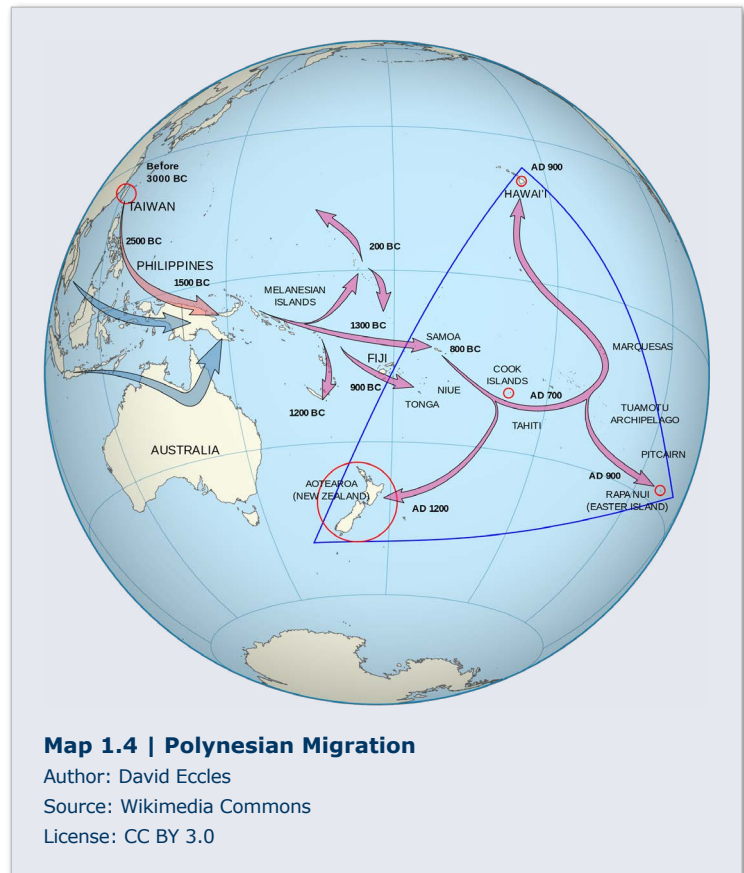 Before
3000 BC
AD 900
HAWAI'I
TAIWAN
2500 BC
200 BC
PHILIPPINES
1500 BC
MELANESIAN
ISLANDS
1300 BC
SAMOA
800 BC
MARQUESAS
FIJI
COOK
ISLANDS
900 BC
NIUE
AD 700
TONGA
1200 BC
TUAMOTU
ARCHIPELAGO
TAHITI
AUSTRALIA
PITCAIRN
AD 900
AOTEAROA
(NEW ZEALAND)
RAPA NUI
(EASTER ISLAND)
AD 1200
Map 1.4 | Polynesian Migration
Author: David Eccles
Source: Wikimedia Commons
License: CC BY 3.0